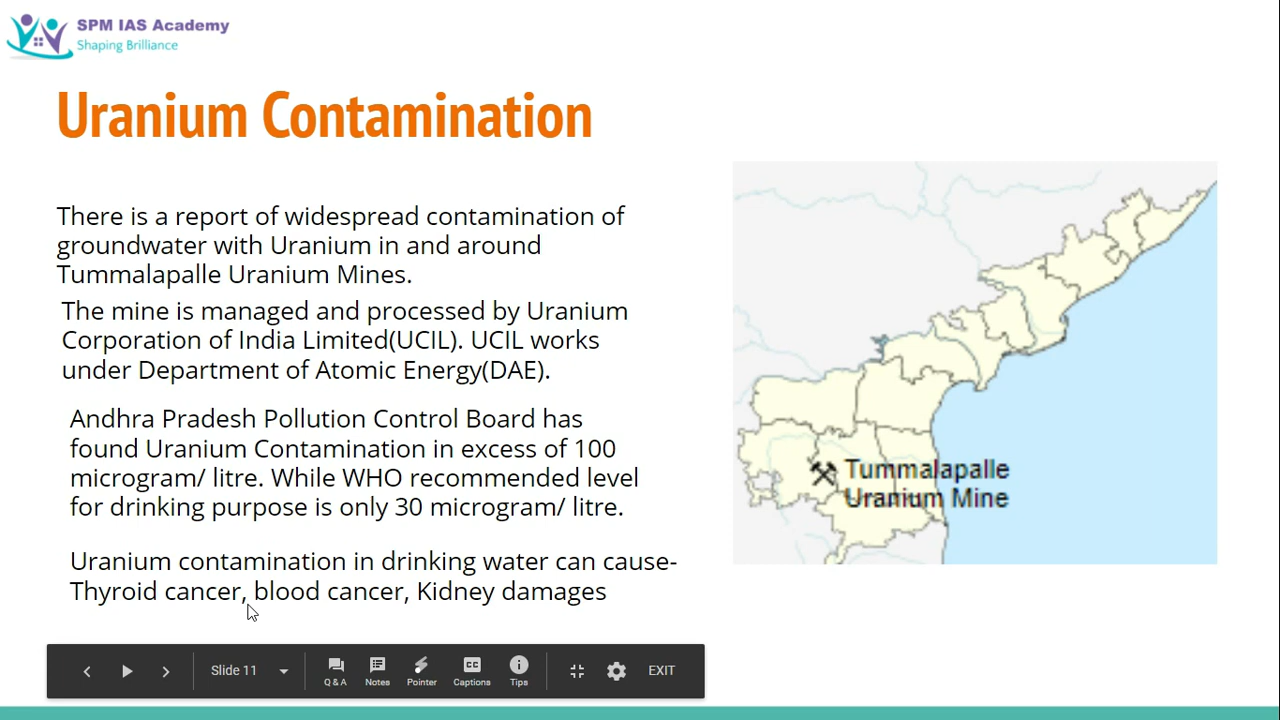 SPM IAS Academy
Shaping Brilliance
Uranium Contamination
There is a report of widespread contamination of
groundwater with Uranium in and around
Tummalapalle Uranium Mines.
The mine is managed and processed by Uranium
Corporation of India Limited(UCIL). UCIL works
under Department of Atomic Energy(DAE).
Andhra Pradesh Pollution Control Board has
found Uranium Contamination in excess of 100
microgram/ litre. While WHO recommended level
for drinking purpose is only 30 microgram/ litre.
Uranium contamination in drinking water can cause-
Thyroid cancer, blood cancer, Kidney damages
Tummalapalle
Uranium Mine
Slide 11
Q & A
Notes
Pointer
CC
Captions
Tips
EXIT